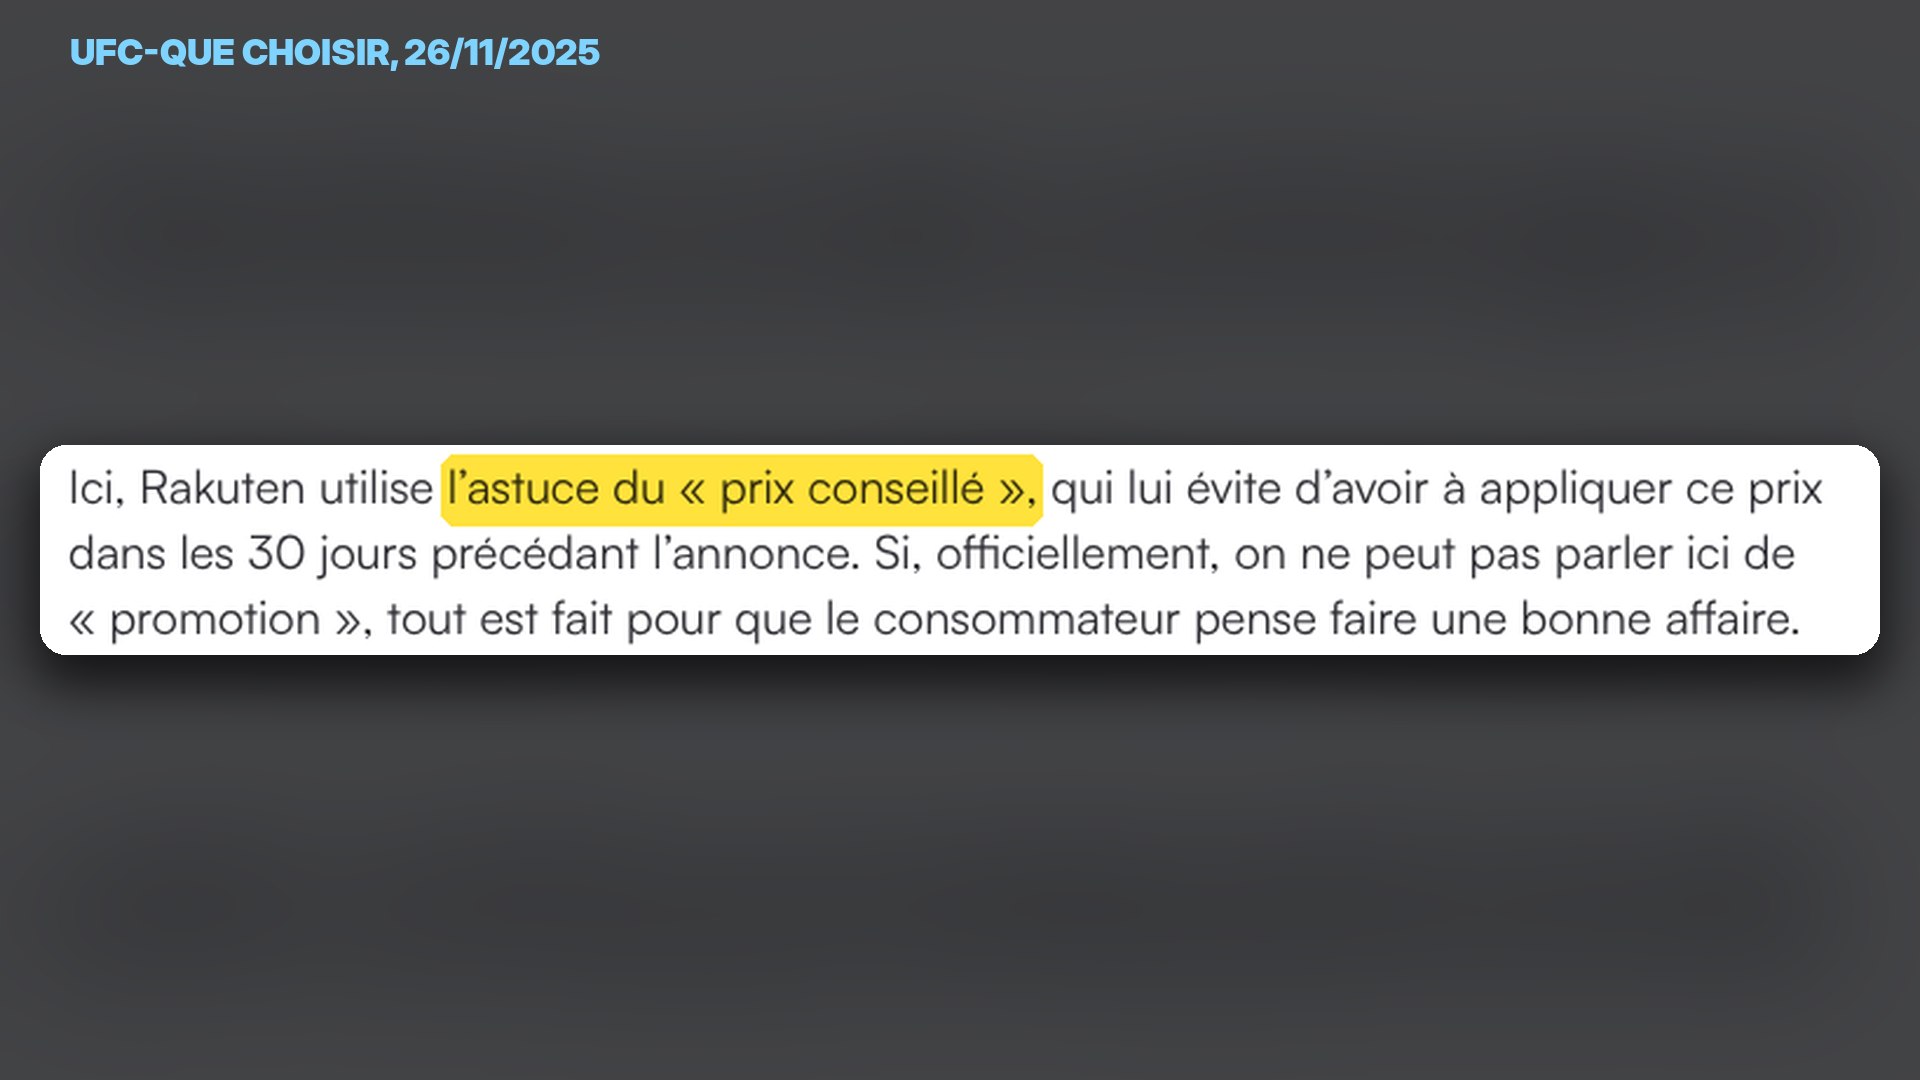 UFC-QUE CHOISIR, 26/11/2025
Ici, Rakuten utilise l’astuce du « prix conseillé », qui lui évite d’avoir à appliquer ce prix
dans les 30 jours précédant l’annonce. Si, officiellement, on ne peut pas parler ici de
« promotion », tout est fait pour que le consommateur pense faire une bonne affaire.